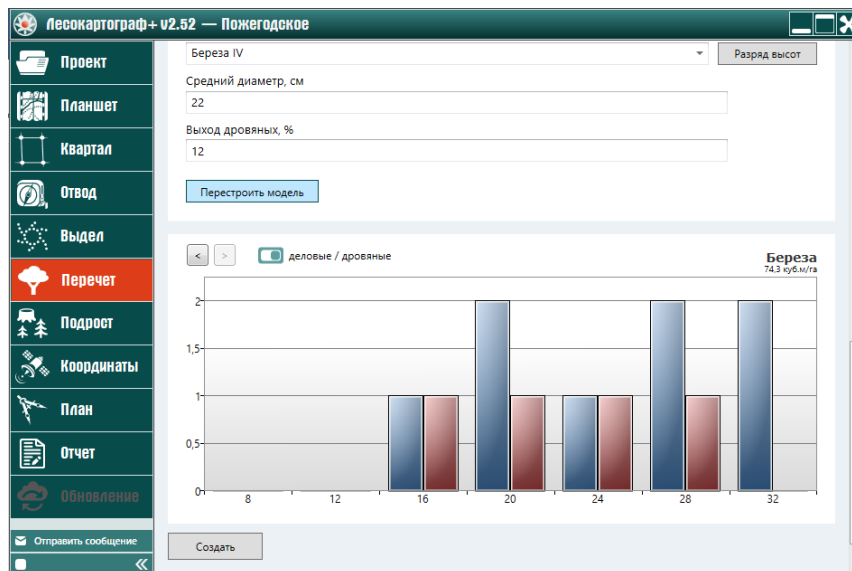 Лесокартограф+ v2.52 — Пожегодское
Проект
Планшет
Квартал
Отвод
Выдел
Перечет
Подрост
Координаты
План
Отчет
Обновление
Отправить сообщение
Береза IV
Разряд высот
Средний диаметр, см
22
Выход дровяных, %
12
Перестроить модель
< >
деловые / дровяные
Береза
74,3 куб.м/га
2
1,5
1
0,5
0
8 12 16 20 24 28 32
Создать